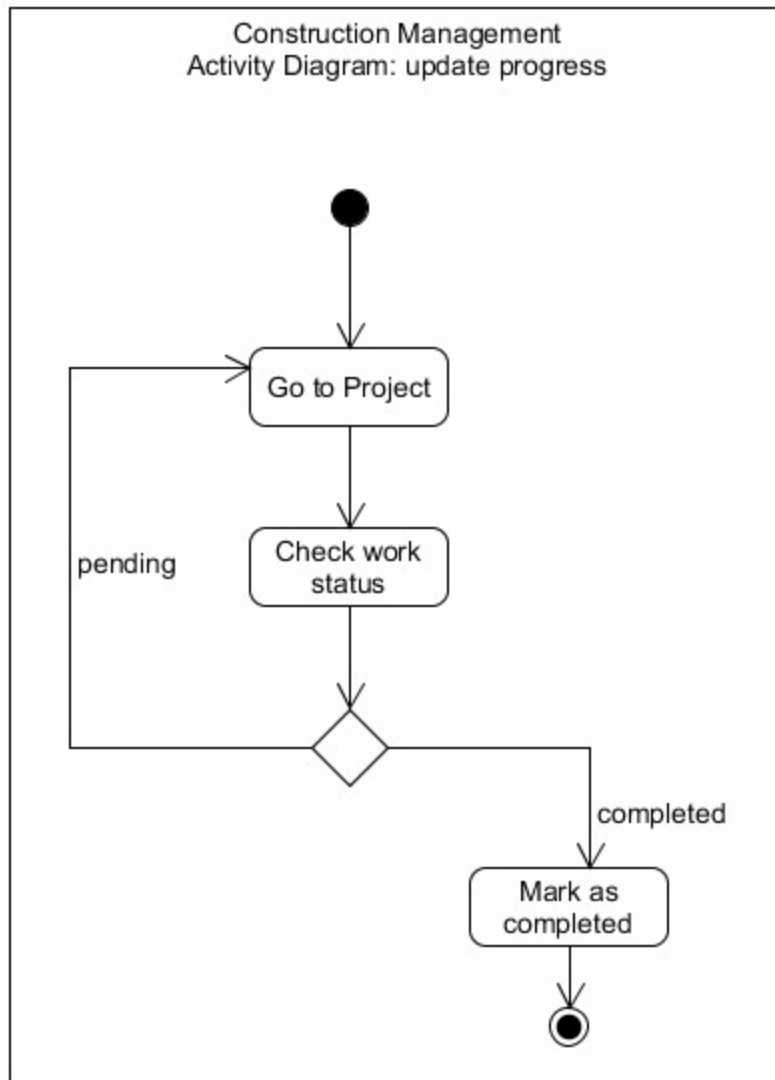 Construction Management
Activity Diagram: update progress
Go to Project
Check work
status
pending
completed
Mark as
completed